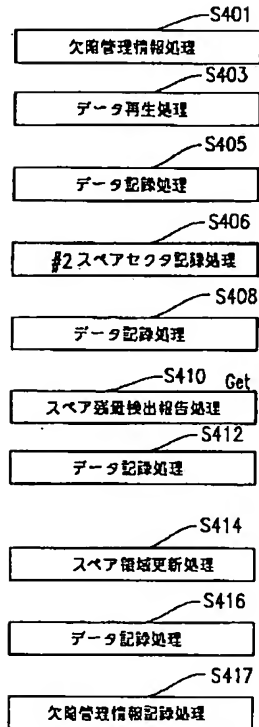 S401
欠陥管理情報処理
S403
データ再生処理
S405
データ記録処理
S406
#2スペアセクタ記録処理
S408
データ記録処理
S410 Get
スペア残量検出報告処理
S412
データ記録処理
S414
スペア領域更新処理
S416
データ記録処理
S417
欠陥管理情報記録処理